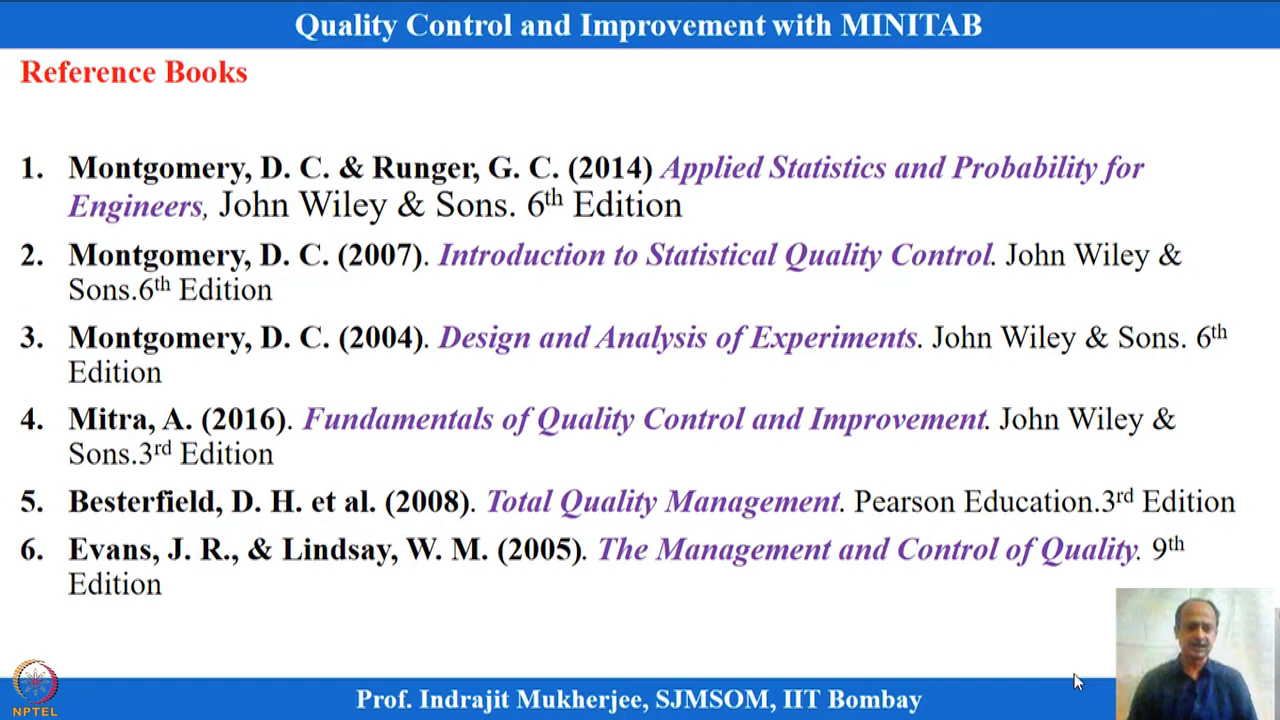 Quality Control and Improvement with MINITAB
Reference Books
1. Montgomery, D. C. & Runger, G. C. (2014) Applied Statistics and Probability for
Engineers, John Wiley & Sons. 6th Edition
2. Montgomery, D. C. (2007). Introduction to Statistical Quality Control. John Wiley &
Sons.6th Edition
3. Montgomery, D. C. (2004). Design and Analysis of Experiments. John Wiley & Sons. 6th
Edition
4. Mitra, A. (2016). Fundamentals of Quality Control and Improvement. John Wiley &
Sons.3rd Edition
5. Besterfield, D. H. et al. (2008). Total Quality Management. Pearson Education.3rd Edition
6. Evans, J. R., & Lindsay, W. M. (2005). The Management and Control of Quality. 9th
Edition
NPTEL
Prof. Indrajit Mukherjee, SJMSOM, IIT Bombay